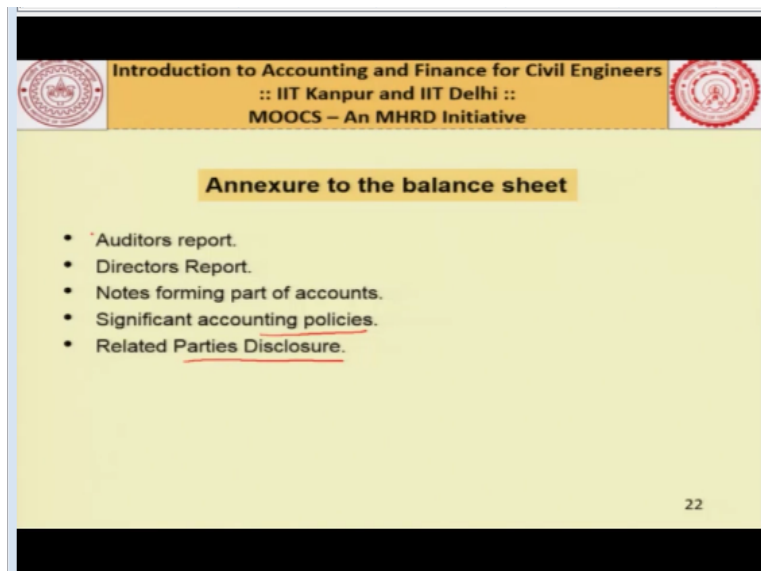 Introduction to Accounting and Finance for Civil Engineers
:: IIT Kanpur and IIT Delhi ::
MOOCS – An MHRD Initiative
Annexure to the balance sheet
• Auditors report.
• Directors Report.
• Notes forming part of accounts.
• Significant accounting policies.
• Related Parties Disclosure.
22